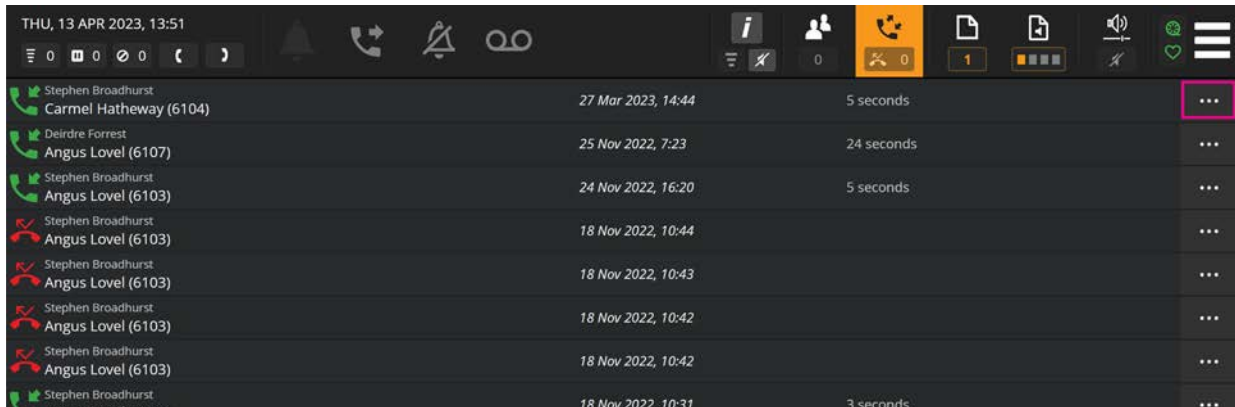 THU, 13 APR 2023, 13:51
0 0 0
0
0
1
Stephen Broadhurst
Carmel Hatheway (6104)
27 Mar 2023, 14:44
5 seconds
Deirdre Forrest
Angus Lovel (6107)
25 Nov 2022, 7:23
24 seconds
Stephen Broadhurst
Angus Lovel (6103)
24 Nov 2022, 16:20
5 seconds
Stephen Broadhurst
Angus Lovel (6103)
18 Nov 2022, 10:44
Stephen Broadhurst
Angus Lovel (6103)
18 Nov 2022, 10:43
Stephen Broadhurst
Angus Lovel (6103)
18 Nov 2022, 10:42
Stephen Broadhurst
Angus Lovel (6103)
18 Nov 2022, 10:42
Stephen Broadhurst
18 Nov 2022, 10:31
3 seconds